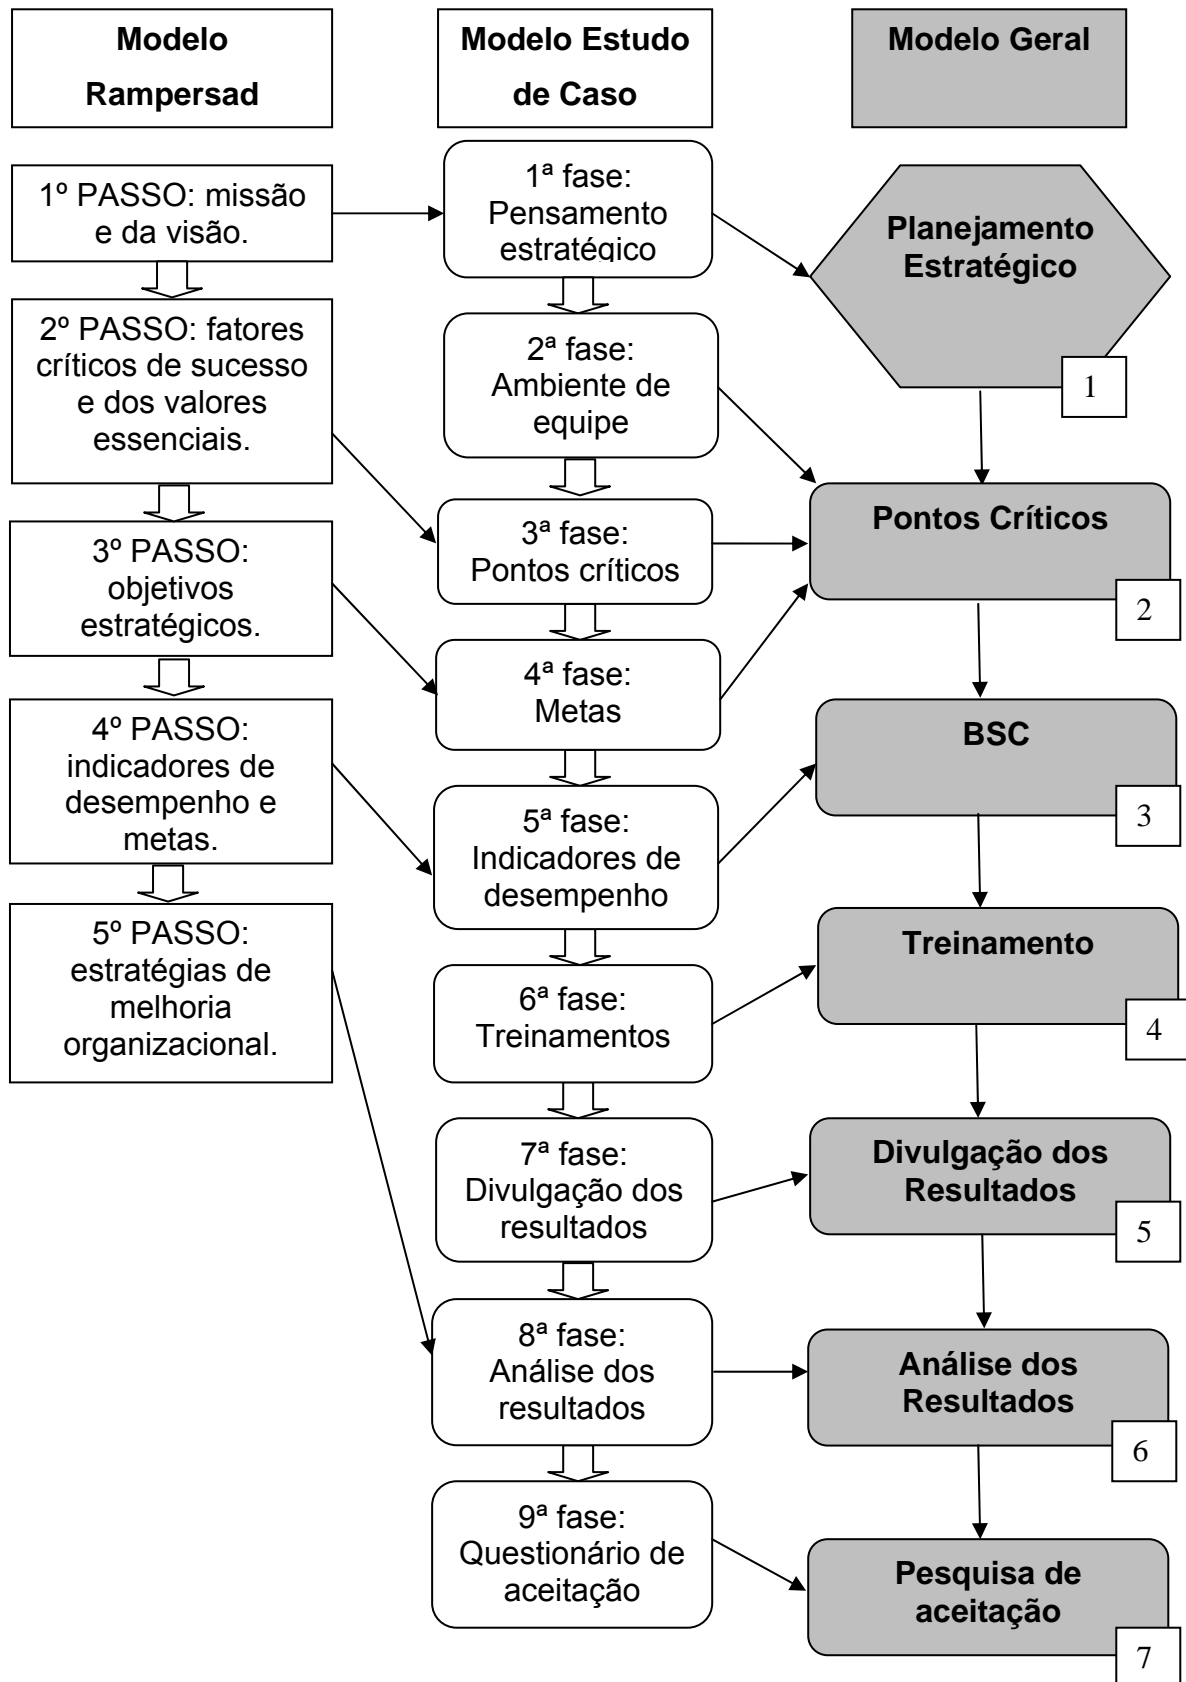 Modelo
Rampersad
1º PASSO: missão
e da visão.
2º PASSO: fatores
críticos de sucesso
e dos valores
essenciais.
3º PASSO:
objetivos
estratégicos.
4º PASSO:
indicadores de
desempenho e
metas.
5º PASSO:
estratégias de
melhoria
organizacional.
Modelo Estudo
de Caso
1ª fase:
Pensamento
estratégico
2ª fase:
Ambiente de
equipe
3ª fase:
Pontos críticos
4ª fase:
Metas
5ª fase:
Indicadores de
desempenho
6ª fase:
Treinamentos
7ª fase:
Divulgação dos
resultados
8ª fase:
Análise dos
resultados
9ª fase:
Questionário de
aceitação
Modelo Geral
Planejamento
Estratégico
1
Pontos Críticos
2
BSC
3
Treinamento
4
Divulgação dos
Resultados
5
Análise dos
Resultados
6
Pesquisa de
aceitação
7